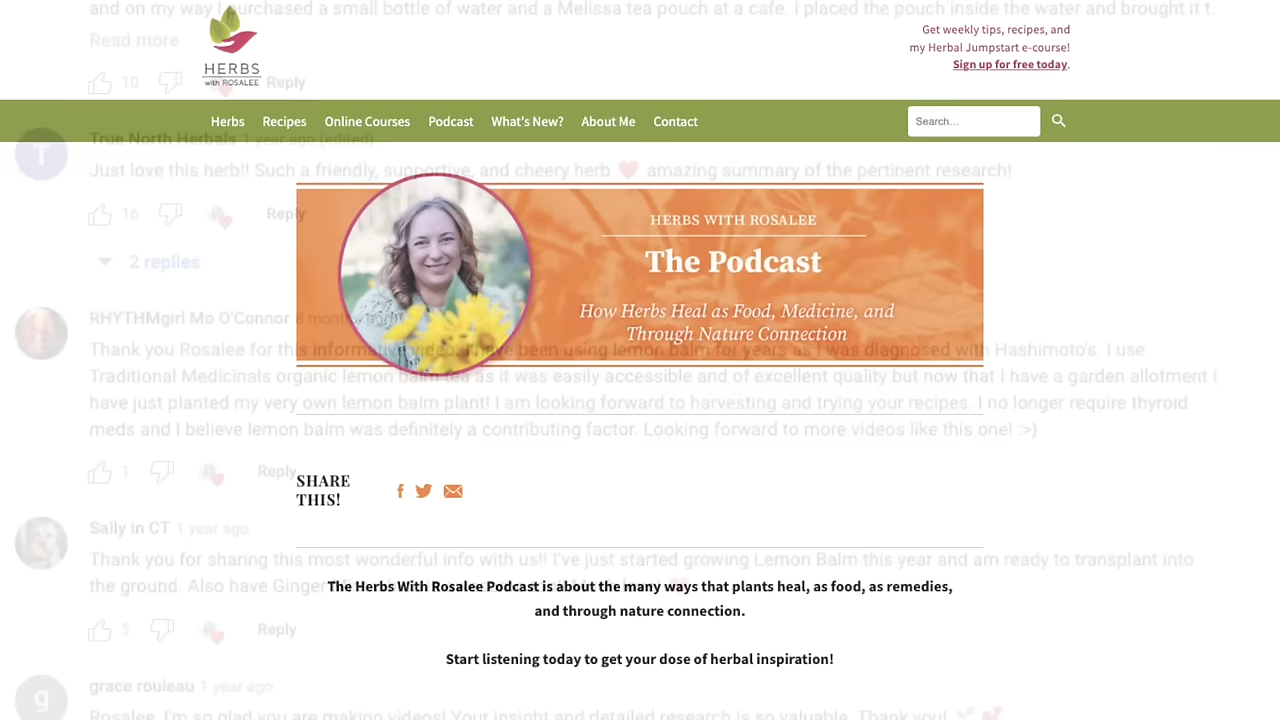 and on my way I purchased a small bottle of water and a Melissa tea pouch at a cafe. I placed the pouch inside the water and brought it t.
Read more
10
Reply
HERBS
with ROSALEE
Get weekly tips, recipes, and
my Herbal Jumpstart e-course!
Sign up for free today.
Herbs Recipes Online Courses Podcast What's New? About Me Contact
Search...
True North Herbals 1 year ago (edited)
T
Just love this herb!! Such a friendly, supportive, and cheery herb ❤️ amazing summary of the pertinent research!
16
Reply
2 replies
HERBS WITH ROSALEE
The Podcast
How Herbs Heal as Food, Medicine, and
Through Nature Connection
RHYTHMgirl Mo O'Connor 8 month
Thank you Rosalee for this informative video. I have been using lemon balm for years as I was diagnosed with Hashimoto's. I use
Traditional Medicinals organic lemon balm tea as it was easily accessible and of excellent quality but now that I have a garden allotment I
have just planted my very own lemon balm plant! I am looking forward to harvesting and trying your recipes. I no longer require thyroid
meds and I believe lemon balm was definitely a contributing factor. Looking forward to more videos like this one! :>)
1
Reply
SHARE
THIS!
Sally in CT 1 year ago
Thank you for sharing this most wonderful info with us!! I've just started growing Lemon Balm this year and am ready to transplant into
the ground. Also have Ginger
The Herbs With Rosalee Podcast is about the many ways that plants heal, as food, as remedies,
and through nature connection.
5
Reply
Start listening today to get your dose of herbal inspiration!
g
grace rouleau 1 year ago
Rosalee, I'm so glad you are making videos! Your insight and detailed research is so valuable. Thank you! 🌱 💕